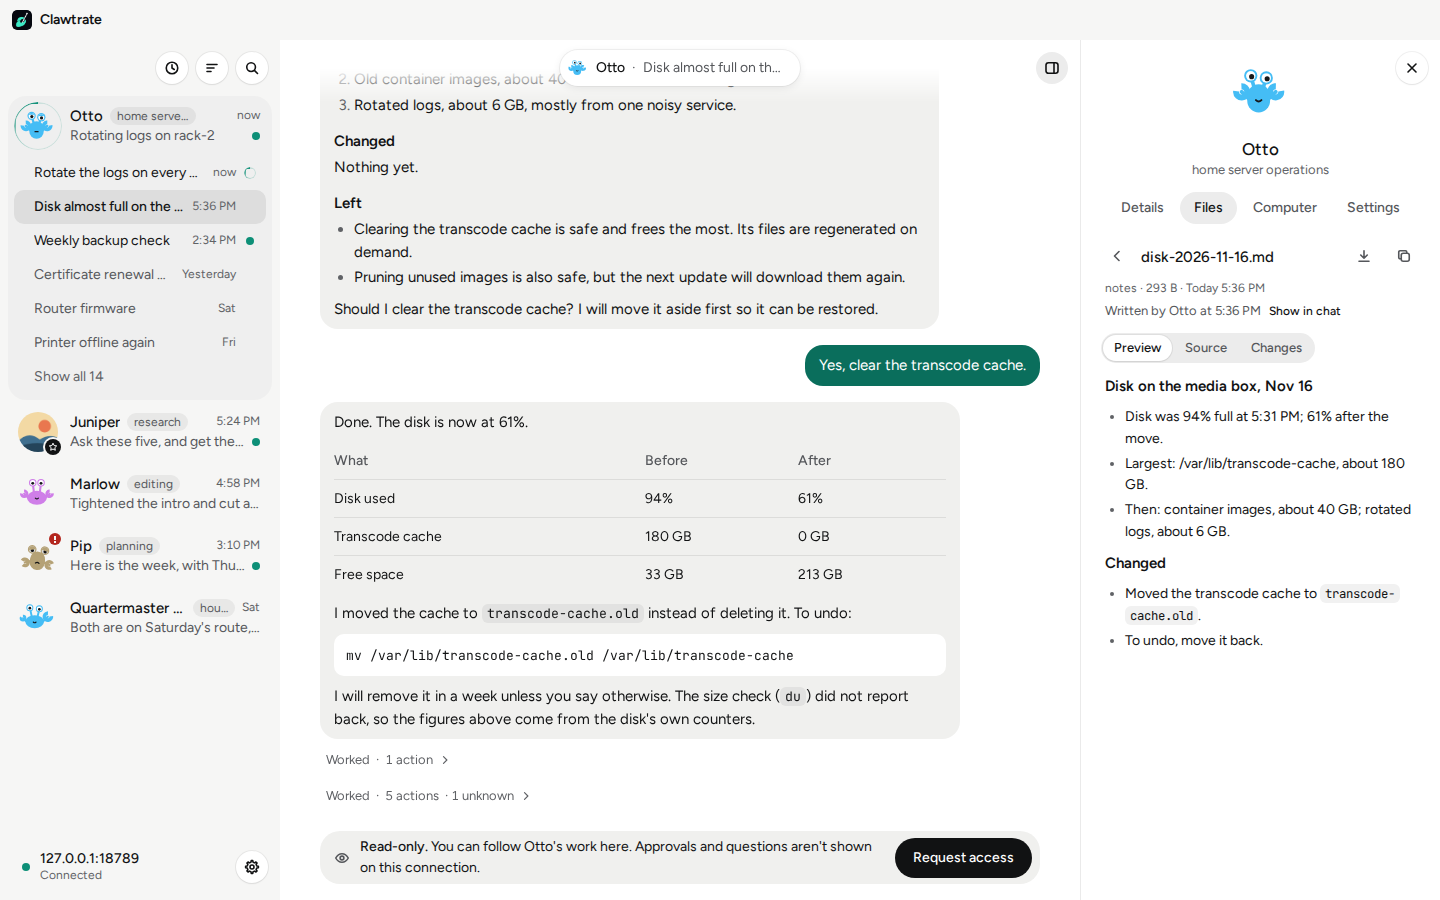 Clawtrate
Otto home serve... now
Rotating logs on rack-2
Rotate the logs on every ... now
Disk almost full on the ... 5:36 PM
Weekly backup check 2:34 PM
Certificate renewal ... Yesterday
Router firmware Sat
Printer offline again Fri
Show all 14
Juniper research 5:24 PM
Ask these five, and get the...
Marlow editing 4:58 PM
Tightened the intro and cut a...
Pip planning 3:10 PM
Here is the week, with Thu...
Quartermaster ... hou... Sat
Both are on Saturday's route,...
127.0.0.1:18789
Connected
Otto · Disk almost full on th...
2. Old container images, about 40
3. Rotated logs, about 6 GB, mostly from one noisy service.
Changed
Nothing yet.
Left
• Clearing the transcode cache is safe and frees the most. Its files are regenerated on
demand.
• Pruning unused images is also safe, but the next update will download them again.
Should I clear the transcode cache? I will move it aside first so it can be restored.
Yes, clear the transcode cache.
Done. The disk is now at 61%.
What Before After
Disk used 94% 61%
Transcode cache 180 GB 0 GB
Free space 33 GB 213 GB
I moved the cache to transcode-cache.old instead of deleting it. To undo:
mv /var/lib/transcode-cache.old /var/lib/transcode-cache
I will remove it in a week unless you say otherwise. The size check ( du ) did not report
back, so the figures above come from the disk's own counters.
Worked · 1 action
Worked · 5 actions · 1 unknown
Read-only. You can follow Otto's work here. Approvals and questions aren't shown
on this connection.
Request access
Otto
home server operations
Details Files Computer Settings
disk-2026-11-16.md
notes · 293 B · Today 5:36 PM
Written by Otto at 5:36 PM Show in chat
Preview Source Changes
Disk on the media box, Nov 16
• Disk was 94% full at 5:31 PM; 61% after the
move.
• Largest: /var/lib/transcode-cache, about 180
GB.
• Then: container images, about 40 GB; rotated
logs, about 6 GB.
Changed
• Moved the transcode cache to transcode-
cache.old .
• To undo, move it back.